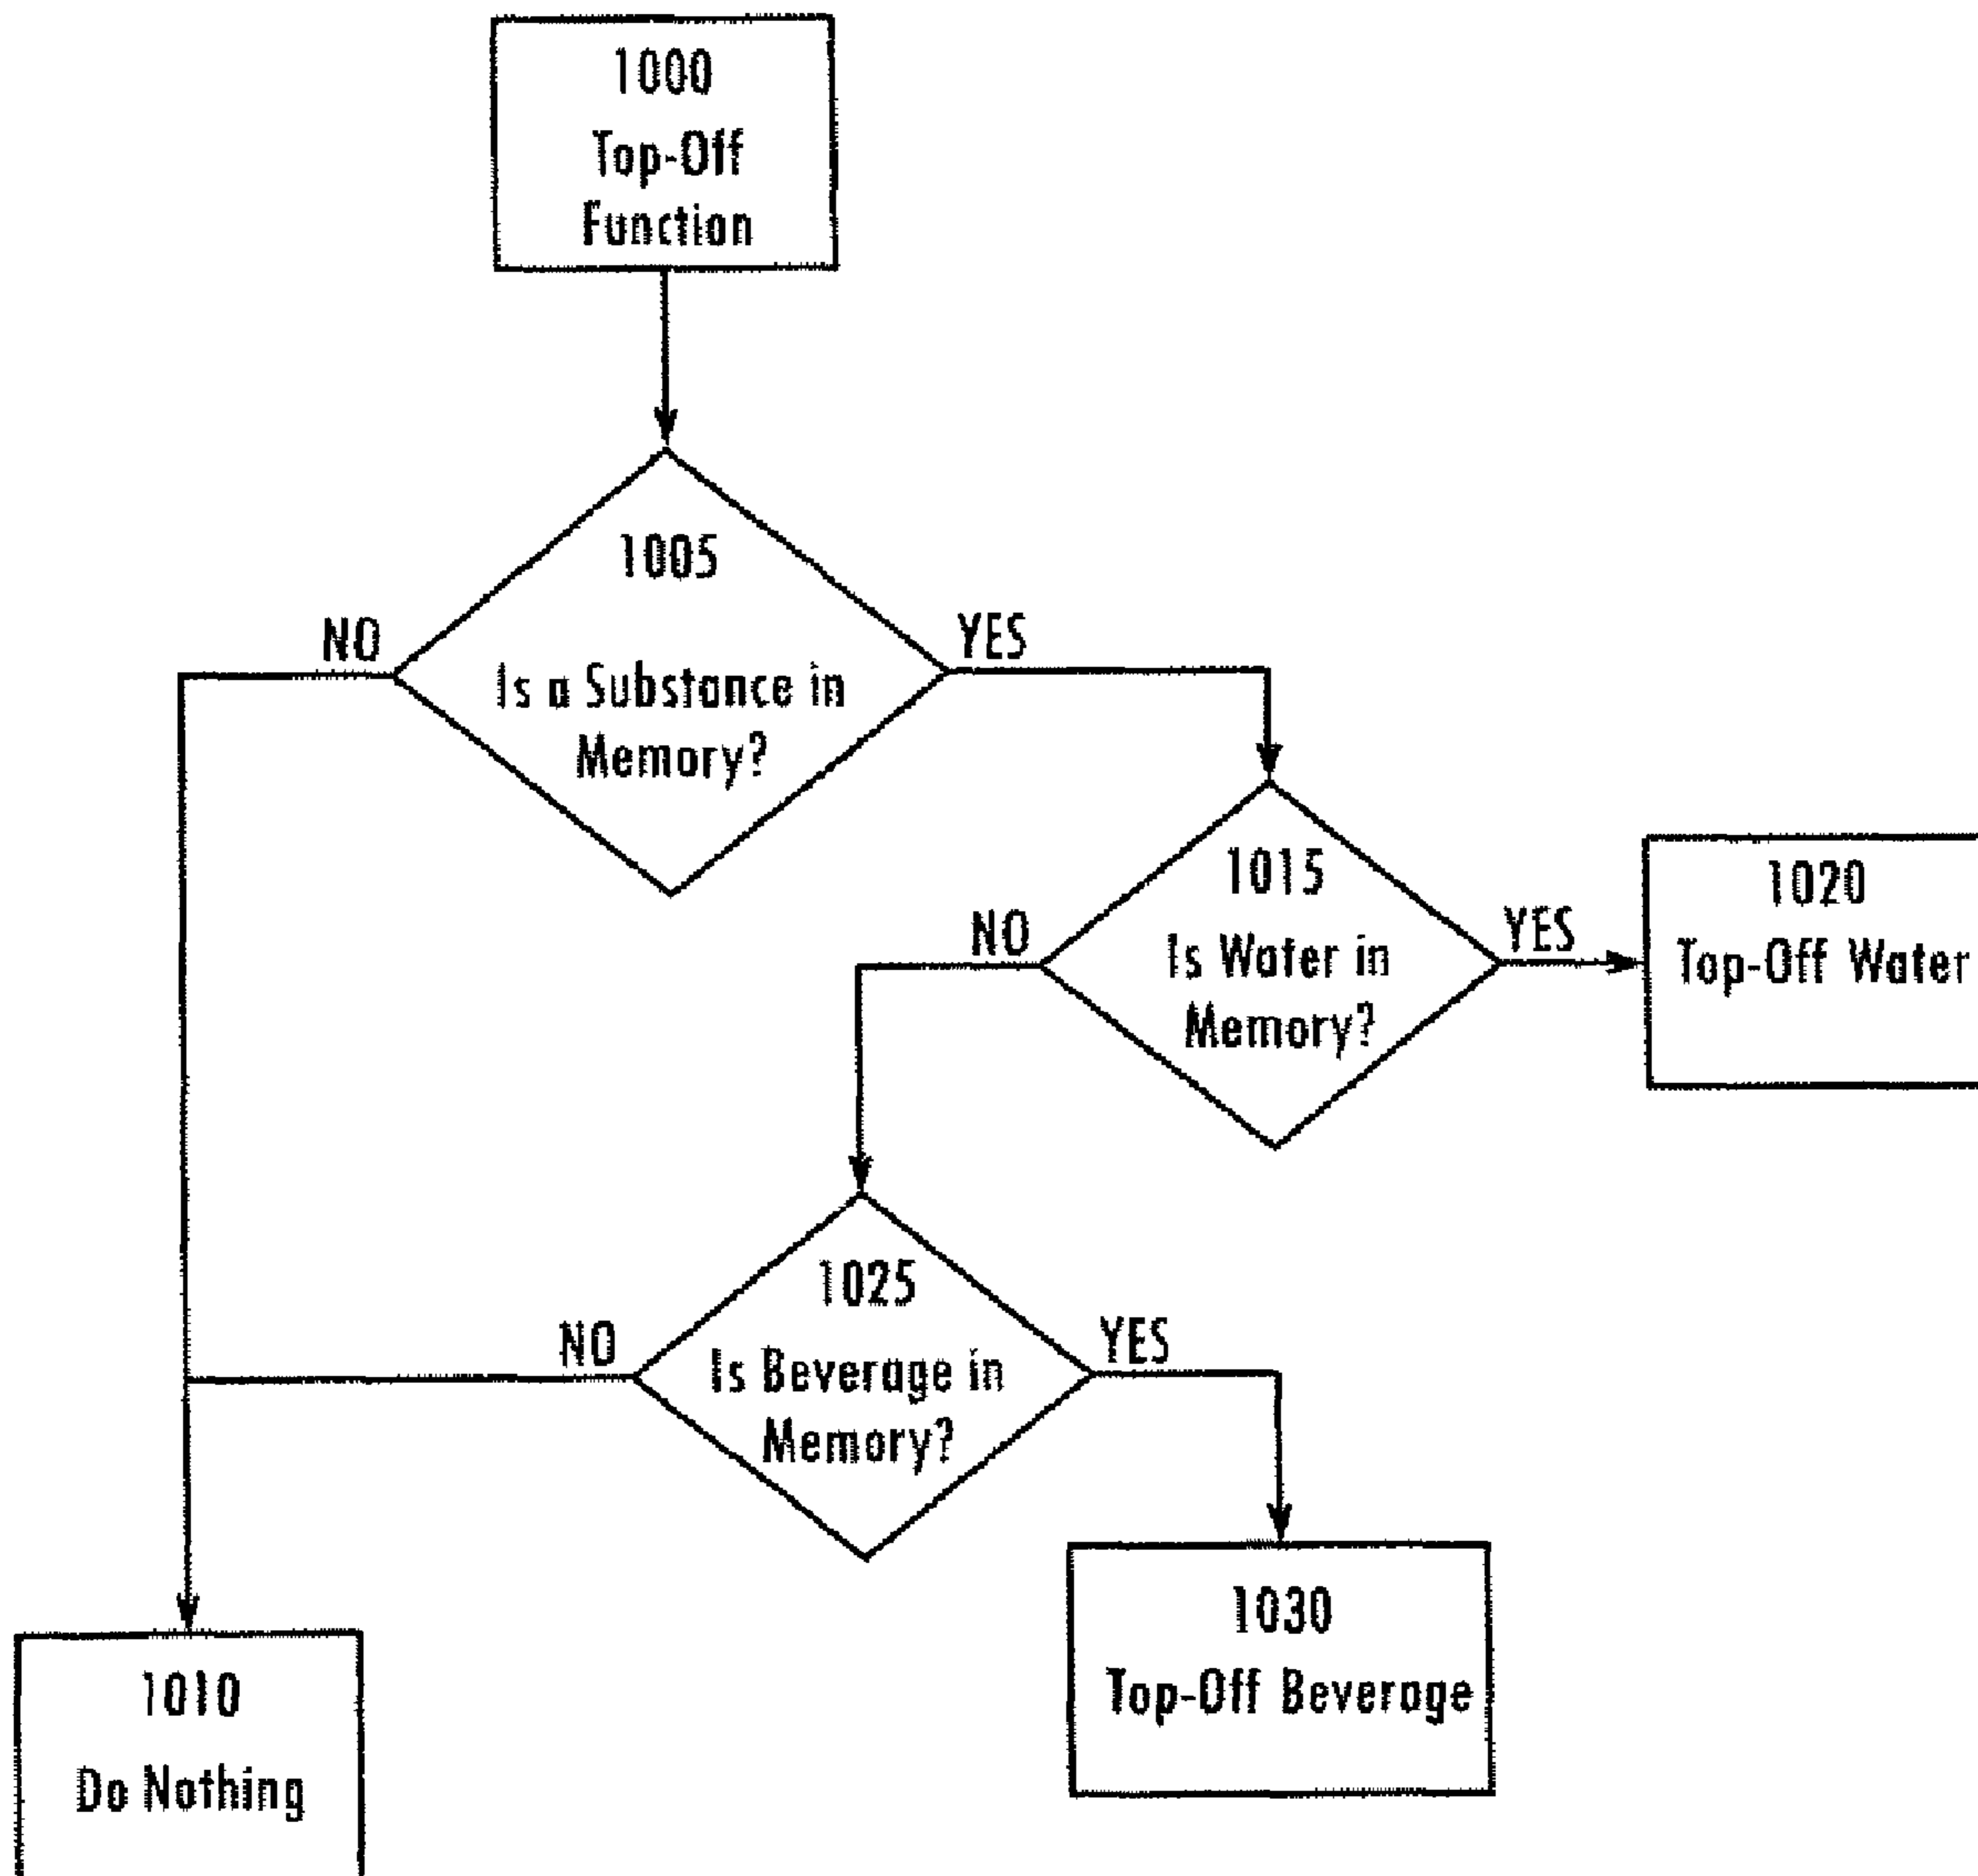 1000
Top-Off
Function
1005
NO
YES
Is a Substance in
Memory?
1015
1020
NO
YES
Is Water in
Memory?
Top-Off Water
1025
NO
YES
Is Beverage in
Memory?
1030
Top-Off Beverage
1010
Do Nothing